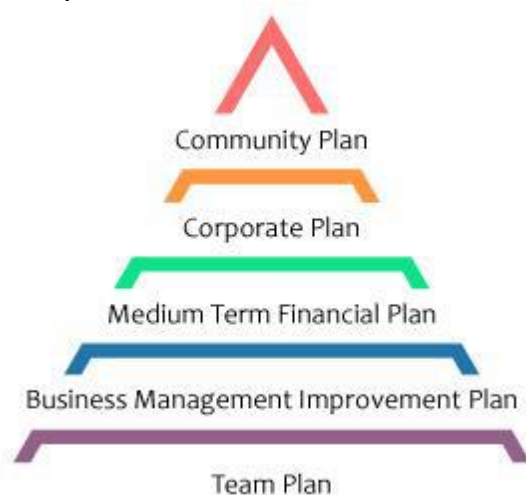 Community Plan
Corporate Plan
Medium Term Financial Plan
Business Management Improvement Plan
Team Plan